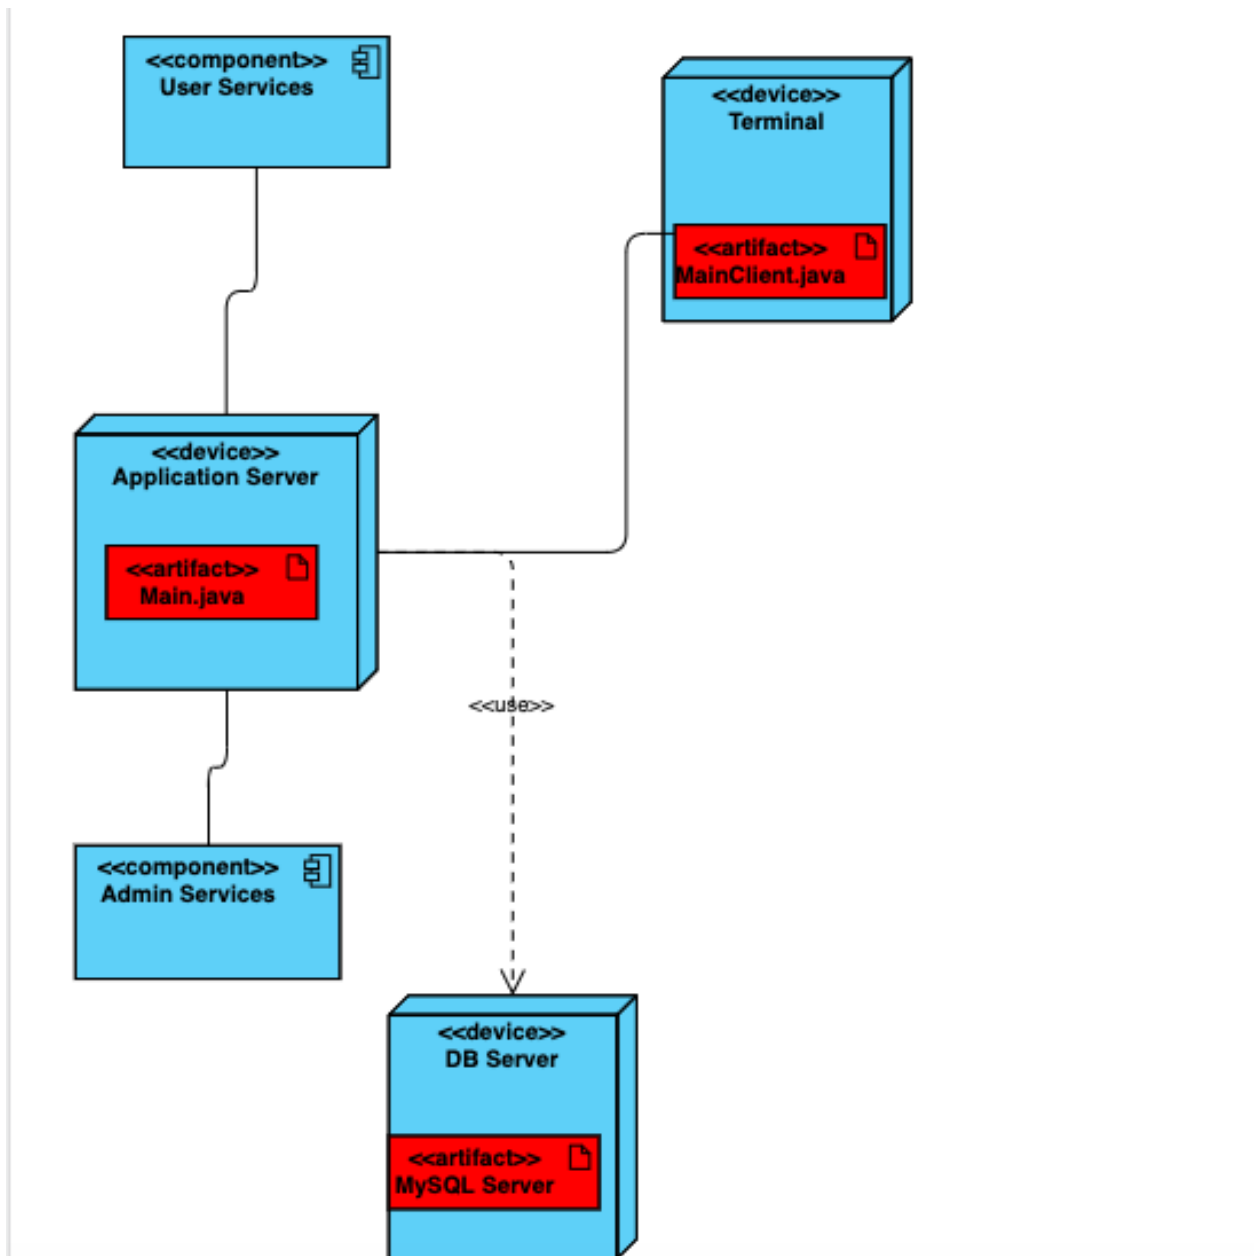 <<component>>
User Services
<<device>>
Terminal
<<artifact>>
MainClient.java
<<device>>
Application Server
<<artifact>>
Main.java
<<use>>
<<component>>
Admin Services
<<device>>
DB Server
<<artifact>>
MySQL Server